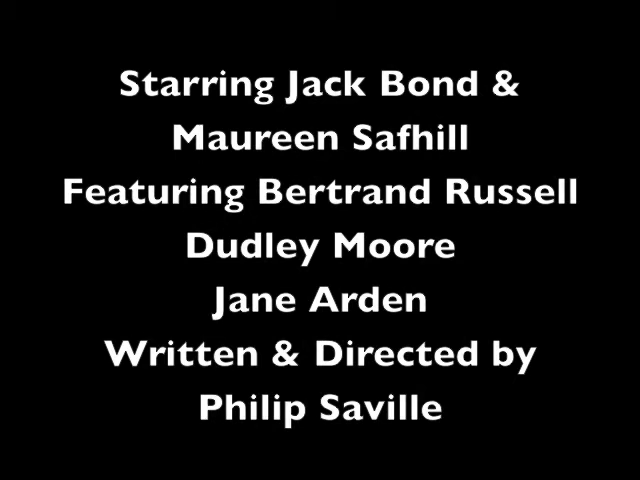 Starring Jack Bond &
Maureen Safhill
Featuring Bertrand Russell
Dudley Moore
Jane Arden
Written & Directed by
Philip Saville